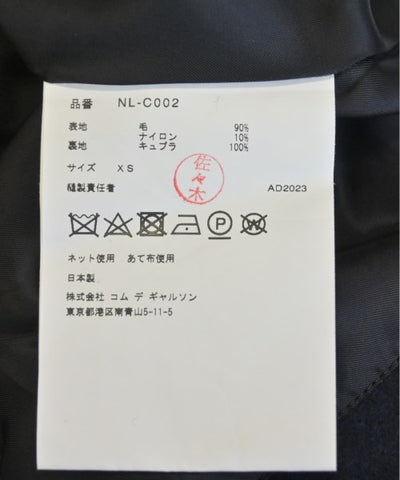 品番 NL-C002
表地 毛 90%
ナイロン 10%
裏地 キュプラ 100%
サイズ XS
佐々木
縫製責任者 AD2023
ネット使用 あて布使用
日本製
株式会社 コム デ ギャルソン
東京都港区南青山5-11-5